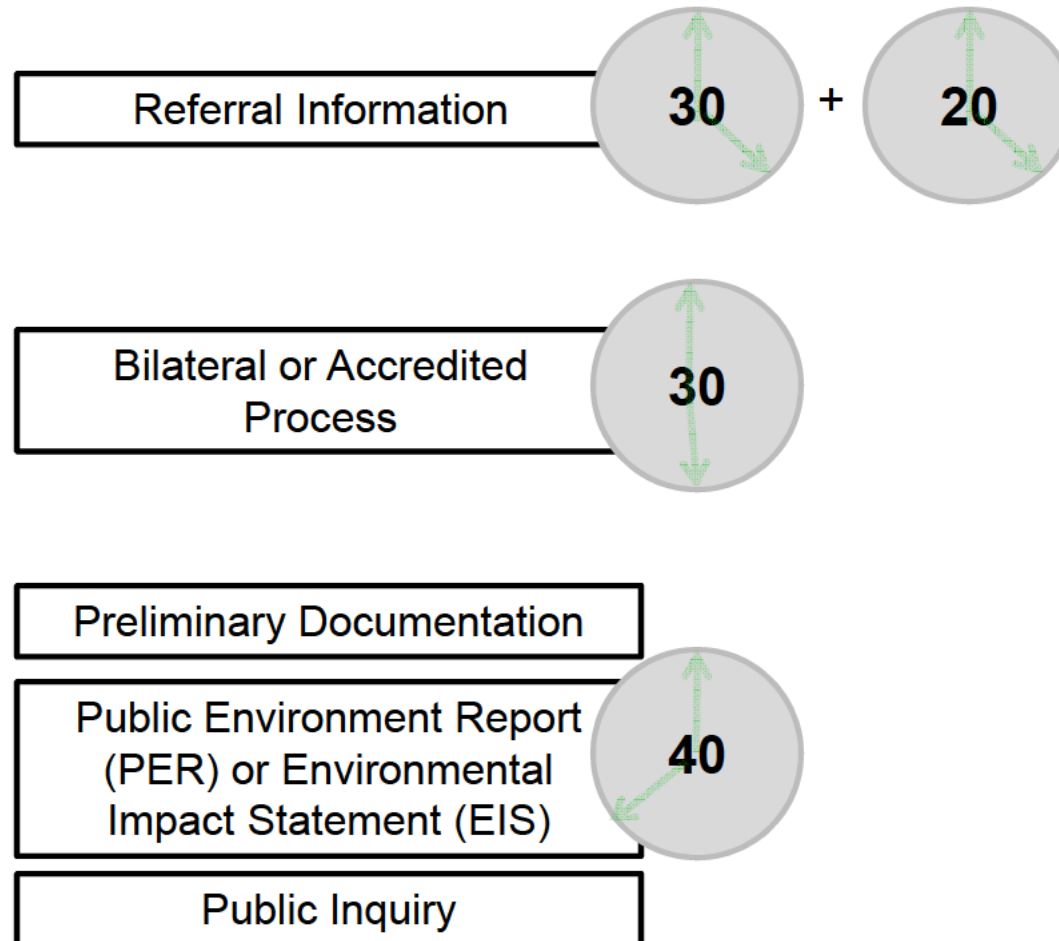 Referral Information
30
+
20
Bilateral or Accredited
Process
30
Preliminary Documentation
Public Environment Report
(PER) or Environmental
Impact Statement (EIS)
40
Public Inquiry